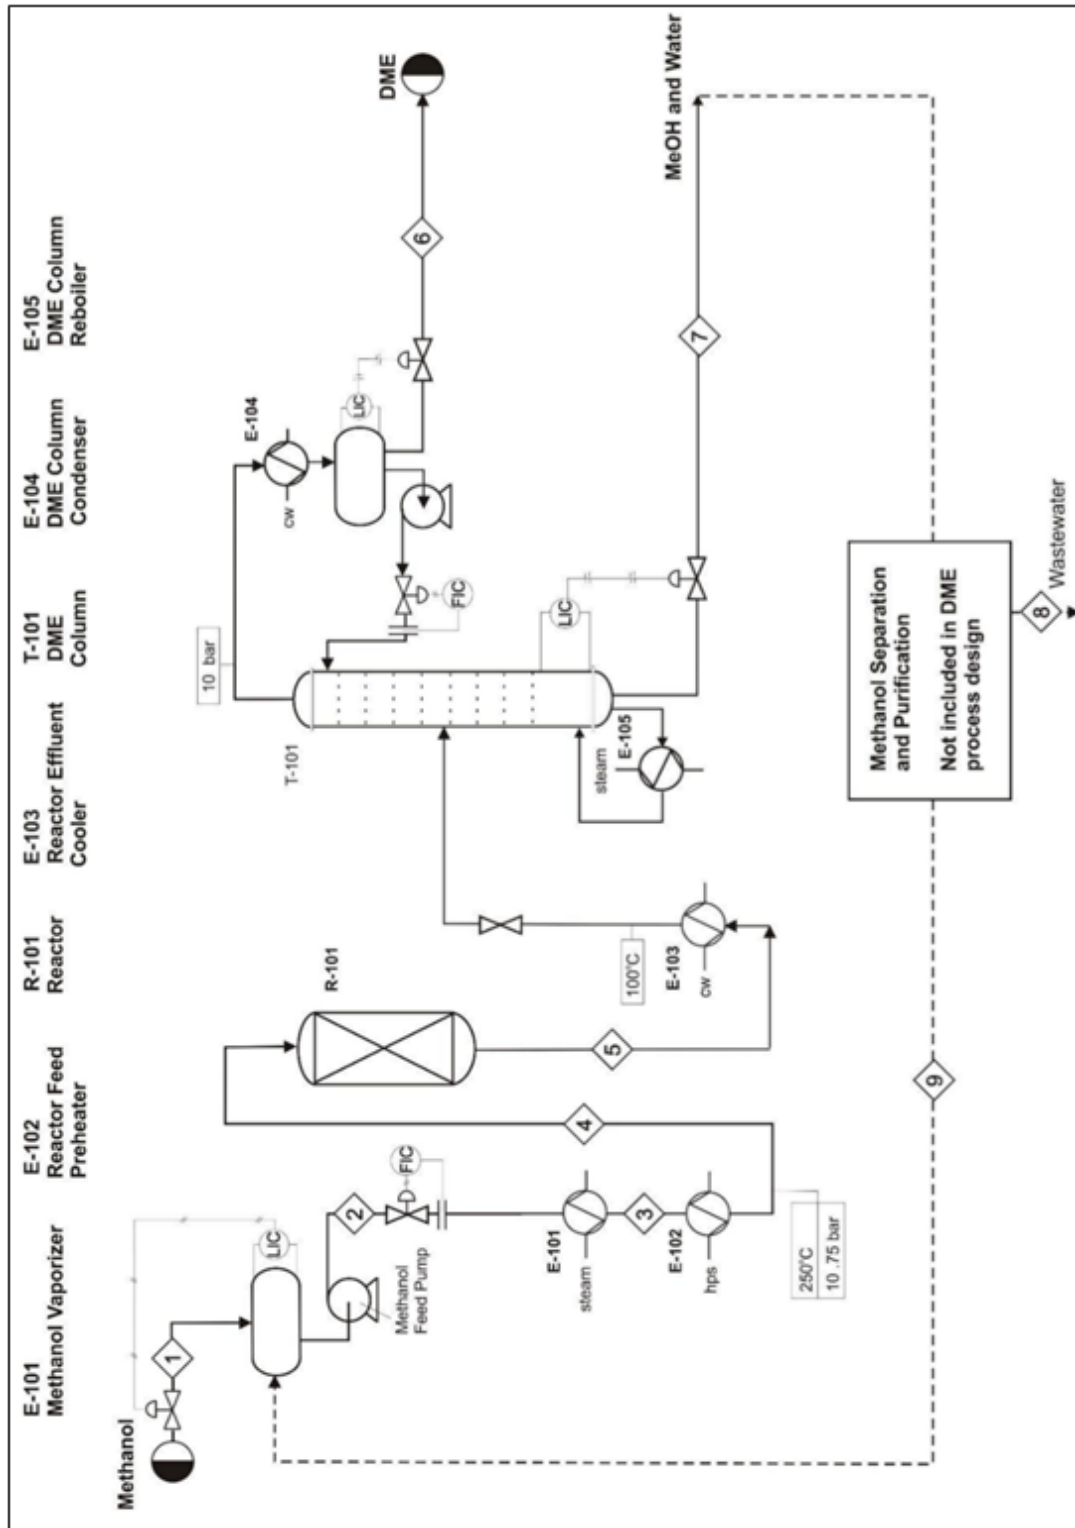 E-101
Methanol Vaporizer
E-102
Reactor Feed
Preheater
R-101
Reactor
E-103
Reactor Effluent
Cooler
T-101
DME
Column
E-104
DME Column
Condenser
E-105
DME Column
Reboiler
Methanol
1
LIC
Methanol
Feed Pump
2
FIC
E-101
steam
3
E-102
hps
250°C
10 .75 bar
4
R-101
5
E-103
cw
100°C
T-101
10 bar
E-104
cw
LIC
FIC
LIC
E-105
steam
6
DME
7
MeOH and Water
Methanol Separation
and Purification
Not included in DME
process design
8
Wastewater
9